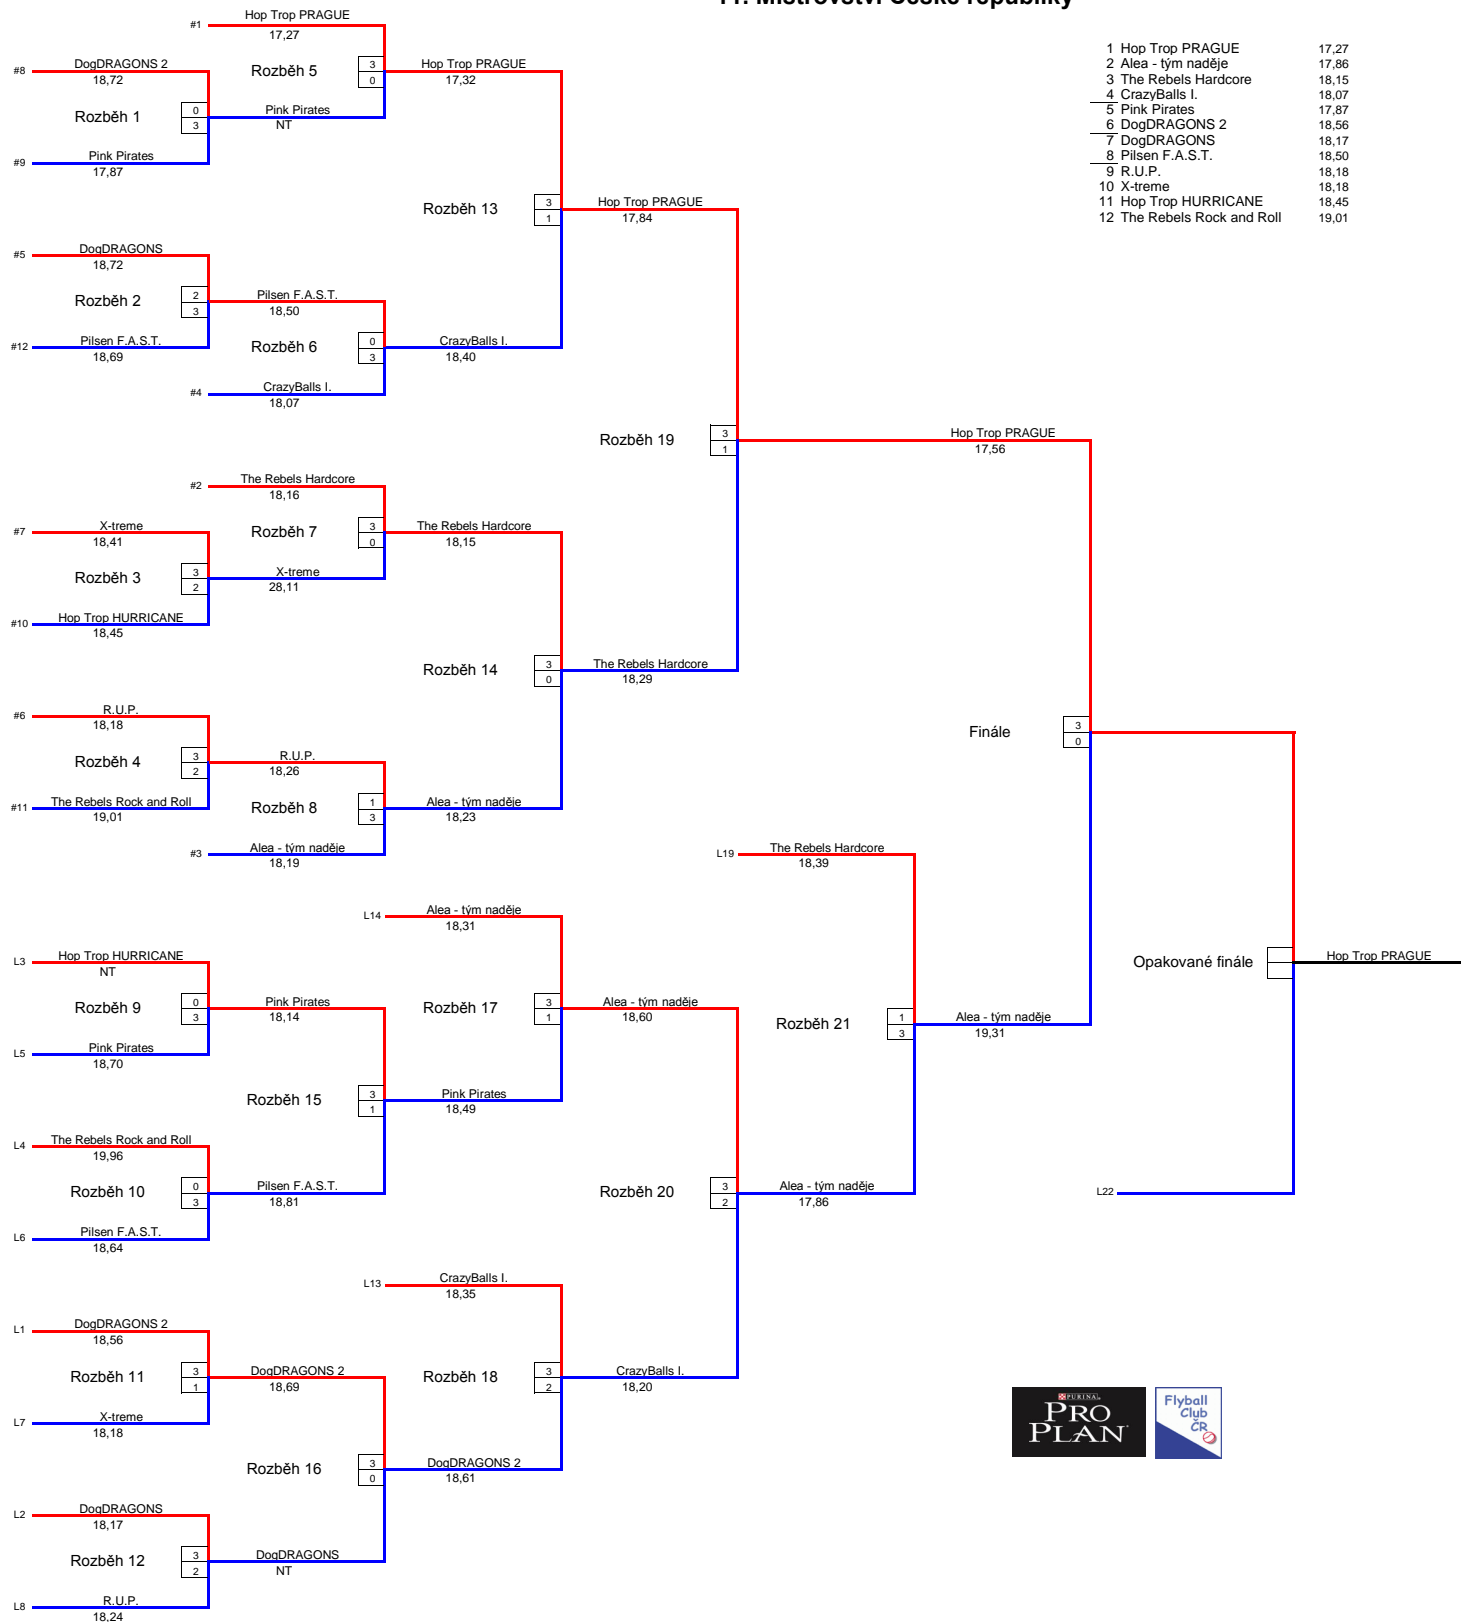 11. Mistrovství České republiky
#1 Hop Trop PRAGUE
17,27
1 Hop Trop PRAGUE 17,27
2 Alea - tým naděje 17,86
3 The Rebels Hardcore 18,15
4 CrazyBalls I. 18,07
5 Pink Pirates 17,87
6 DogDRAGONS 2 18,56
7 DogDRAGONS 18,17
8 Pilsen F.A.S.T. 18,50
9 R.U.P. 18,18
10 X-treme 18,18
11 Hop Trop HURRICANE 18,45
12 The Rebels Rock and Roll 19,01
#8 DogDRAGONS 2
18,72
Rozběh 5 3 0
Hop Trop PRAGUE
17,32
Rozběh 1 0 3
Pink Pirates
NT
#9 Pink Pirates
17,87
Rozběh 13 3 1
Hop Trop PRAGUE
17,84
#5 DogDRAGONS
18,72
Rozběh 2 2 3
Pilsen F.A.S.T.
18,50
#12 Pilsen F.A.S.T.
18,69
Rozběh 6 0 3
CrazyBalls I.
18,40
#4 CrazyBalls I.
18,07
Rozběh 19 3 1
Hop Trop PRAGUE
17,56
#2 The Rebels Hardcore
18,16
#7 X-treme
18,41
Rozběh 7 3 0
The Rebels Hardcore
18,15
Rozběh 3 3 2
X-treme
28,11
#10 Hop Trop HURRICANE
18,45
Rozběh 14 3 0
The Rebels Hardcore
18,29
#6 R.U.P.
18,18
Finále 3 0
Rozběh 4 3 2
R.U.P.
18,26
#11 The Rebels Rock and Roll
19,01
Rozběh 8 1 3
Alea - tým naděje
18,23
#3 Alea - tým naděje
18,19
L19 The Rebels Hardcore
18,39
L14 Alea - tým naděje
18,31
L3 Hop Trop HURRICANE
NT
Opakované finále
Hop Trop PRAGUE
Rozběh 9 0 3
Pink Pirates
18,14
Rozběh 17 3 1
Alea - tým naděje
18,60
Rozběh 21 1 3
Alea - tým naděje
19,31
L5 Pink Pirates
18,70
Rozběh 15 3 1
Pink Pirates
18,49
L4 The Rebels Rock and Roll
19,96
Rozběh 10 0 3
Pilsen F.A.S.T.
18,81
Rozběh 20 3 2
Alea - tým naděje
17,86
L22
L6 Pilsen F.A.S.T.
18,64
L13 CrazyBalls I.
18,35
L1 DogDRAGONS 2
18,56
Rozběh 11 3 1
DogDRAGONS 2
18,69
Rozběh 18 3 2
CrazyBalls I.
18,20
L7 X-treme
18,18
PURINA
PRO
PLAN
Flyball
Club
ČR
Rozběh 16 3 0
DogDRAGONS 2
18,61
L2 DogDRAGONS
18,17
Rozběh 12 3 2
DogDRAGONS
NT
L8 R.U.P.
18,24